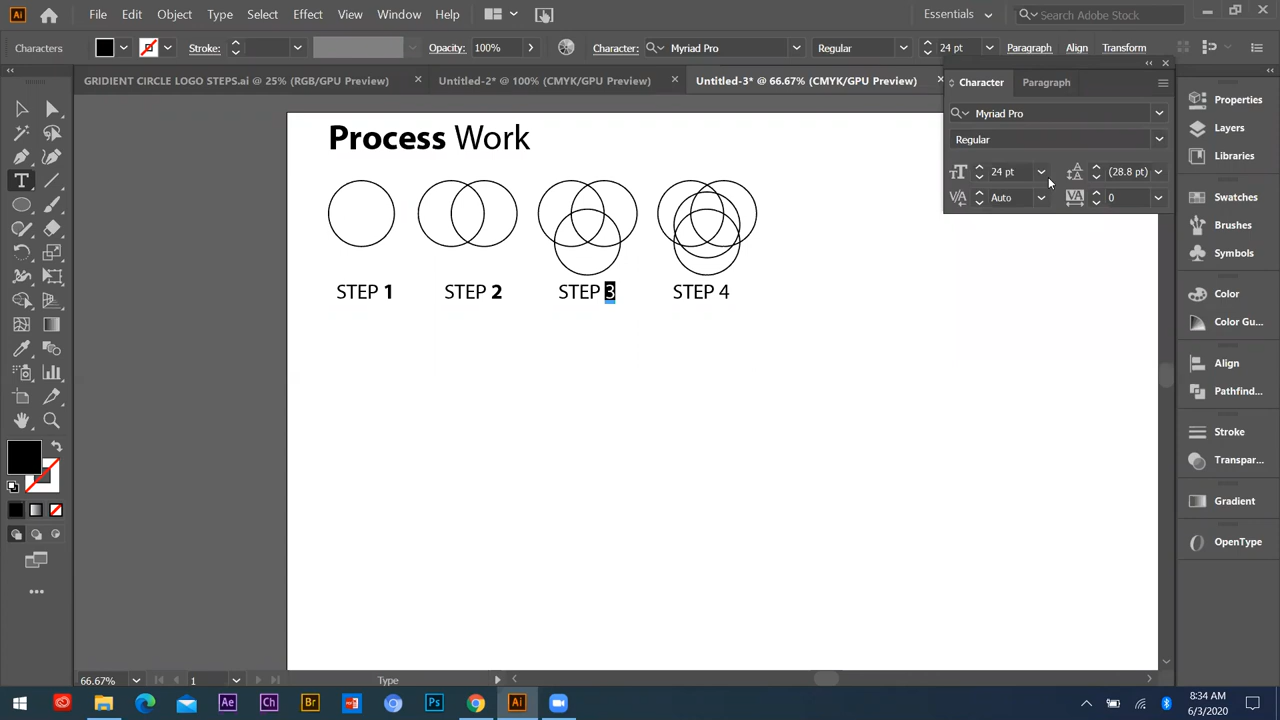 Ai File Edit Object Type Select Effect View Window Help Essentials Search Adobe Stock
Characters Stroke: Opacity: 100% Character: Myriad Pro Regular 24 pt Paragraph Align Transform
GRIDIENT CIRCLE LOGO STEPS.ai @ 25% (RGB/GPU Preview) × Untitled-2* @ 100% (CMYK/GPU Preview) × Untitled-3* @ 66.67% (CMYK/GPU Preview) ×
Character Paragraph
Myriad Pro
Regular
24 pt (28.8 pt)
Auto 0
Properties
Layers
Libraries
Swatches
Brushes
Symbols
Color
Color Gu...
Align
Pathfind...
Stroke
Transpar...
Gradient
OpenType
Process Work
STEP 1 STEP 2 STEP 3 STEP 4
66.67% 1 Type
Ae Ch Br Ps Ai
8:34 AM
6/3/2020